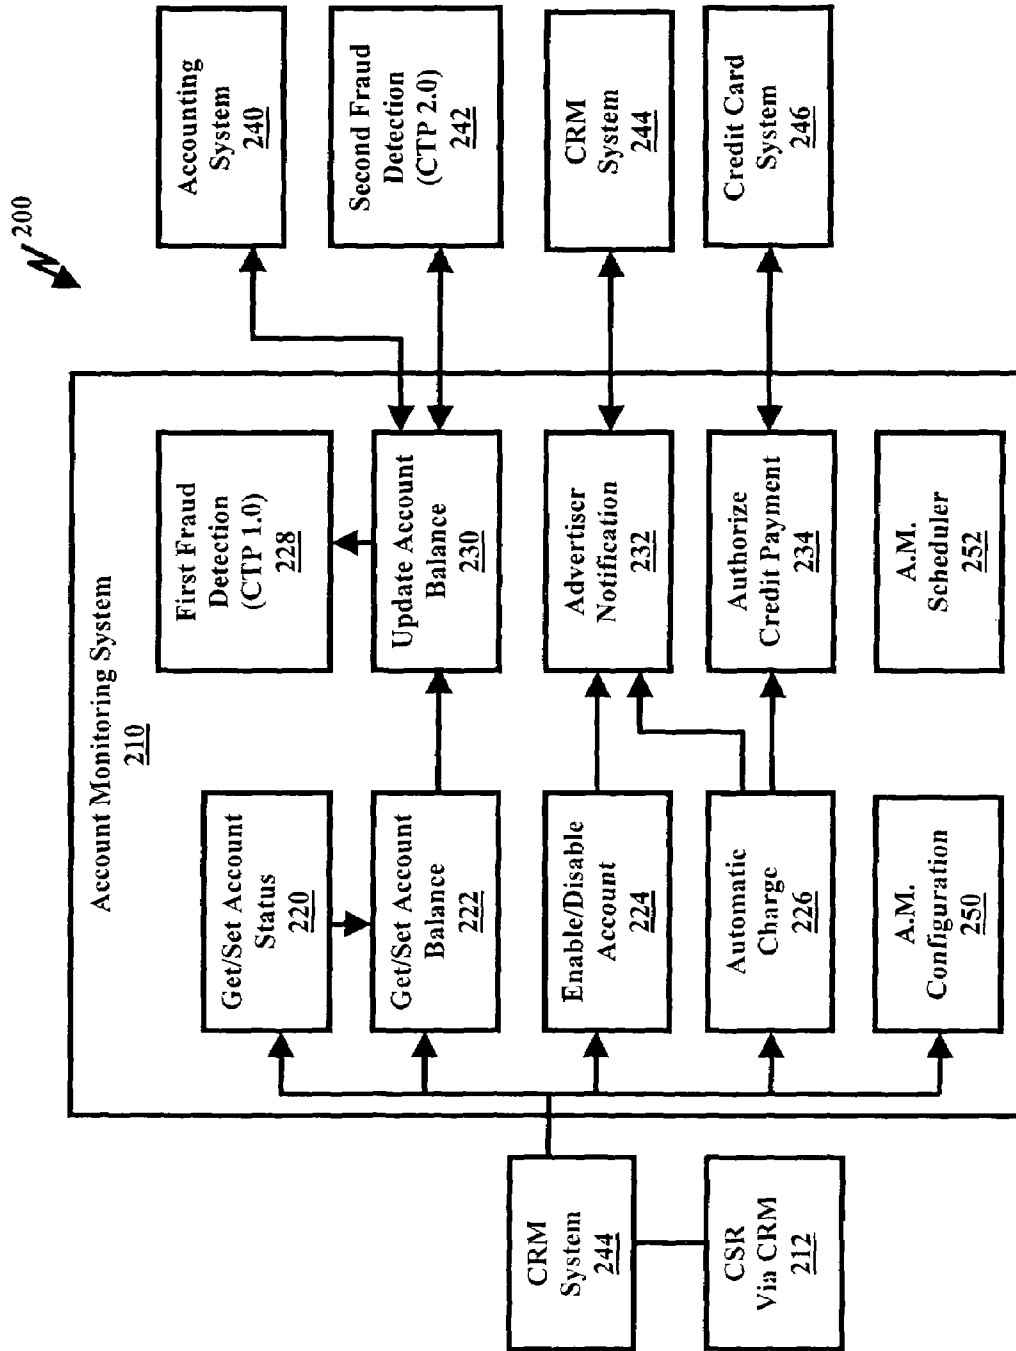 200
Account Monitoring System
210
CRM
System
244
CSR
Via CRM
212
Get/Set Account
Status
220
Get/Set Account
Balance
222
Enable/Disable
Account
224
Automatic
Charge
226
A.M.
Configuration
250
First Fraud
Detection
(CTP 1.0)
228
Update Account
Balance
230
Advertiser
Notification
232
Authorize
Credit Payment
234
A.M.
Scheduler
252
Accounting
System
240
Second Fraud
Detection
(CTP 2.0)
242
CRM
System
244
Credit Card
System
246